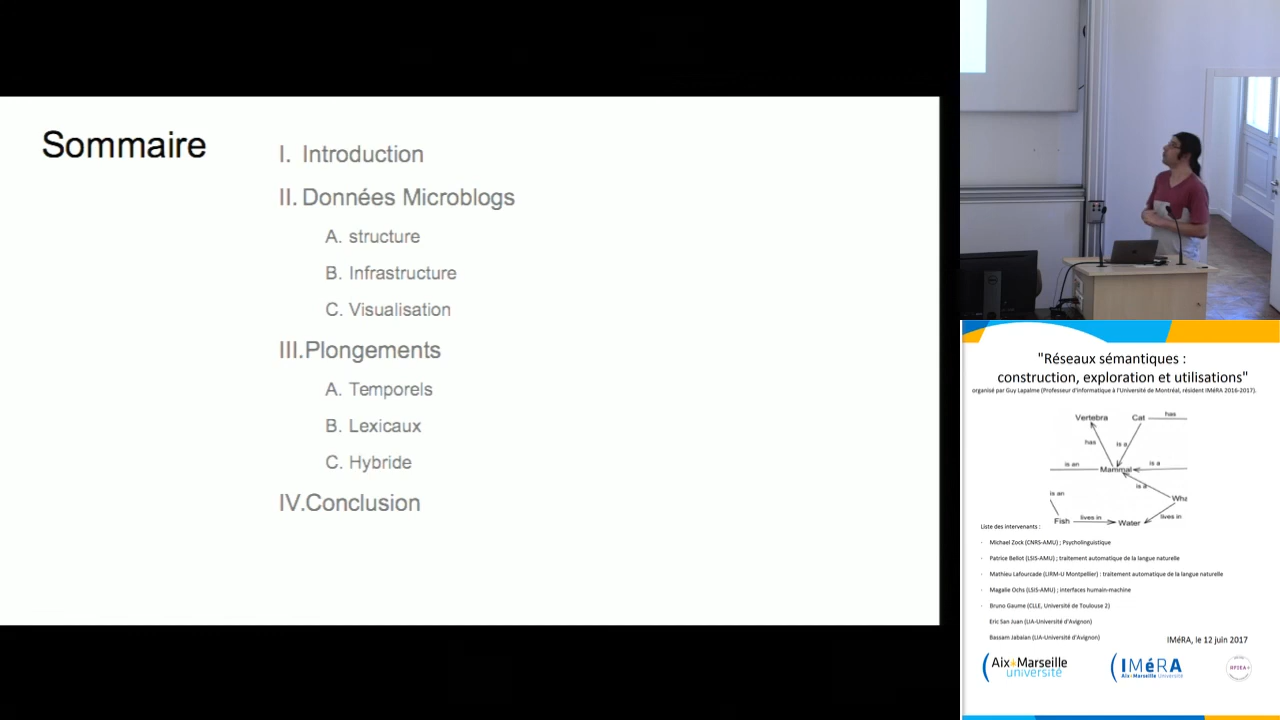 Sommaire
I. Introduction
II. Données Microblogs
A. structure
B. Infrastructure
C. Visualisation
III.Plongements
A. Temporels
B. Lexicaux
C. Hybride
IV.Conclusion
"Réseaux sémantiques :
construction, exploration et utilisations"
organisé par Guy Lapalme (Professeur d'informatique à l'Université de Montréal, résident IMéRA 2016-2017).
Vertebra
Cat
has
has
is a
is an
Mammal
is a
is a
is an
Wha
Fish
lives in
Water
lives in
Liste des intervenants :
· Michael Zock (CNRS-AMU) ; Psycholinguistique
· Patrice Bellot (LSIS-AMU) ; traitement automatique de la langue naturelle
· Mathieu Lafourcade (LIRM-U Montpellier) : traitement automatique de la langue naturelle
· Magalie Ochs (LSIS-AMU) ; interfaces humain-machine
· Bruno Gaume (CLLE, Université de Toulouse 2)
Eric San Juan (LIA-Université d'Avignon)
Bassam Jabaian (LIA-Université d'Avignon)
IMéRA, le 12 juin 2017
Aix*Marseille
université
IMéRA
Aix-Marseille Université
RFIEA+